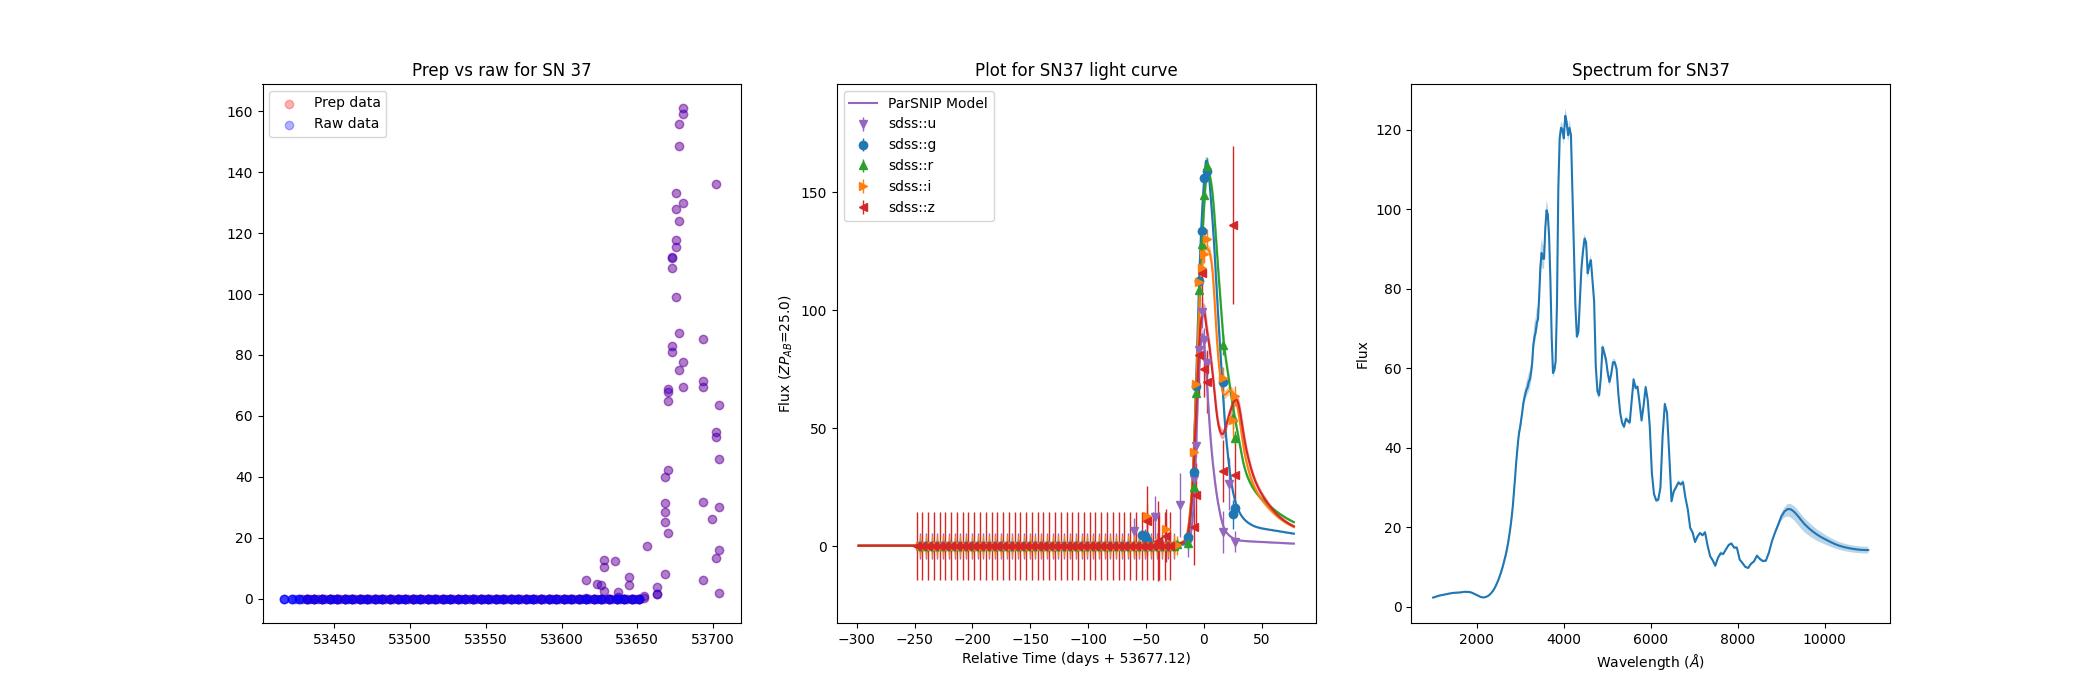 Prep vs raw for SN 37
Prep data
Raw data
160
140
120
100
80
60
40
20
0
53450 53500 53550 53600 53650 53700
Plot for SN37 light curve
ParSNIP Model
sdss::u
sdss::g
sdss::r
sdss::i
sdss::z
Flux (ZP_AB=25.0)
150
100
50
0
−300 −250 −200 −150 −100 −50 0 50
Relative Time (days + 53677.12)
Spectrum for SN37
Flux
120
100
80
60
40
20
0
2000 4000 6000 8000 10000
Wavelength (Å)